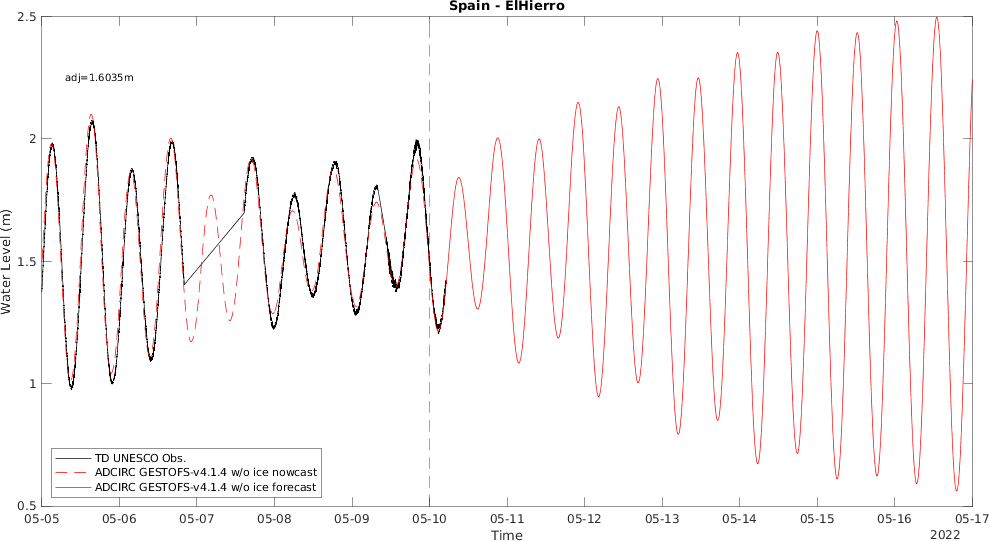 Spain - ElHierro
2.5
2
1.5
1
0.5
Water Level (m)
adj=1.6035m
TD UNESCO Obs.
ADCIRC GESTOFS-v4.1.4 w/o ice nowcast
ADCIRC GESTOFS-v4.1.4 w/o ice forecast
05-05 05-06 05-07 05-08 05-09 05-10 05-11 05-12 05-13 05-14 05-15 05-16 05-17
Time
2022